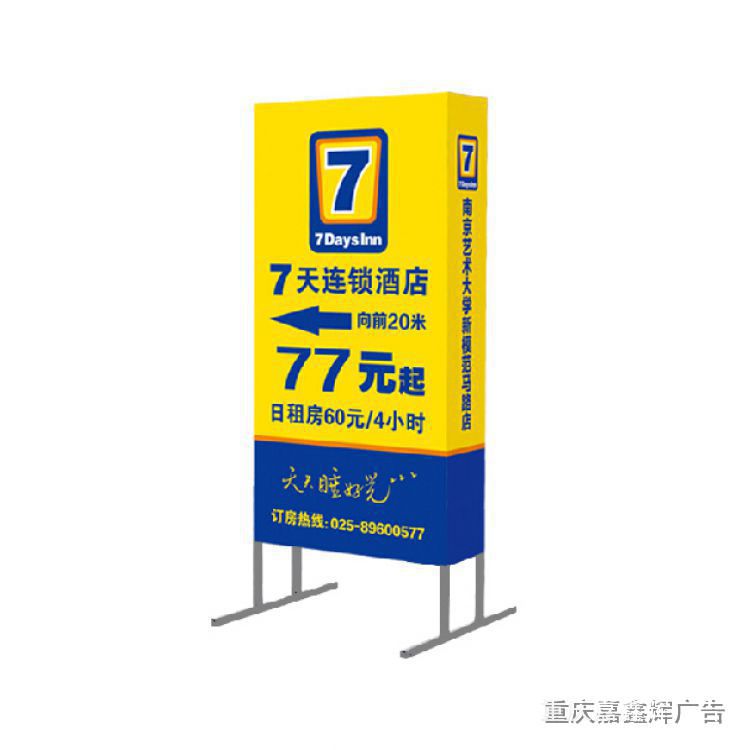 7
7DaysInn
7天连锁酒店
向前20米
77元起
日租房60元/4小时
天天睡好觉
订房热线:025-89600577
7
7DaysInn
南京艺术大学新模范马路店
重庆嘉鑫辉广告